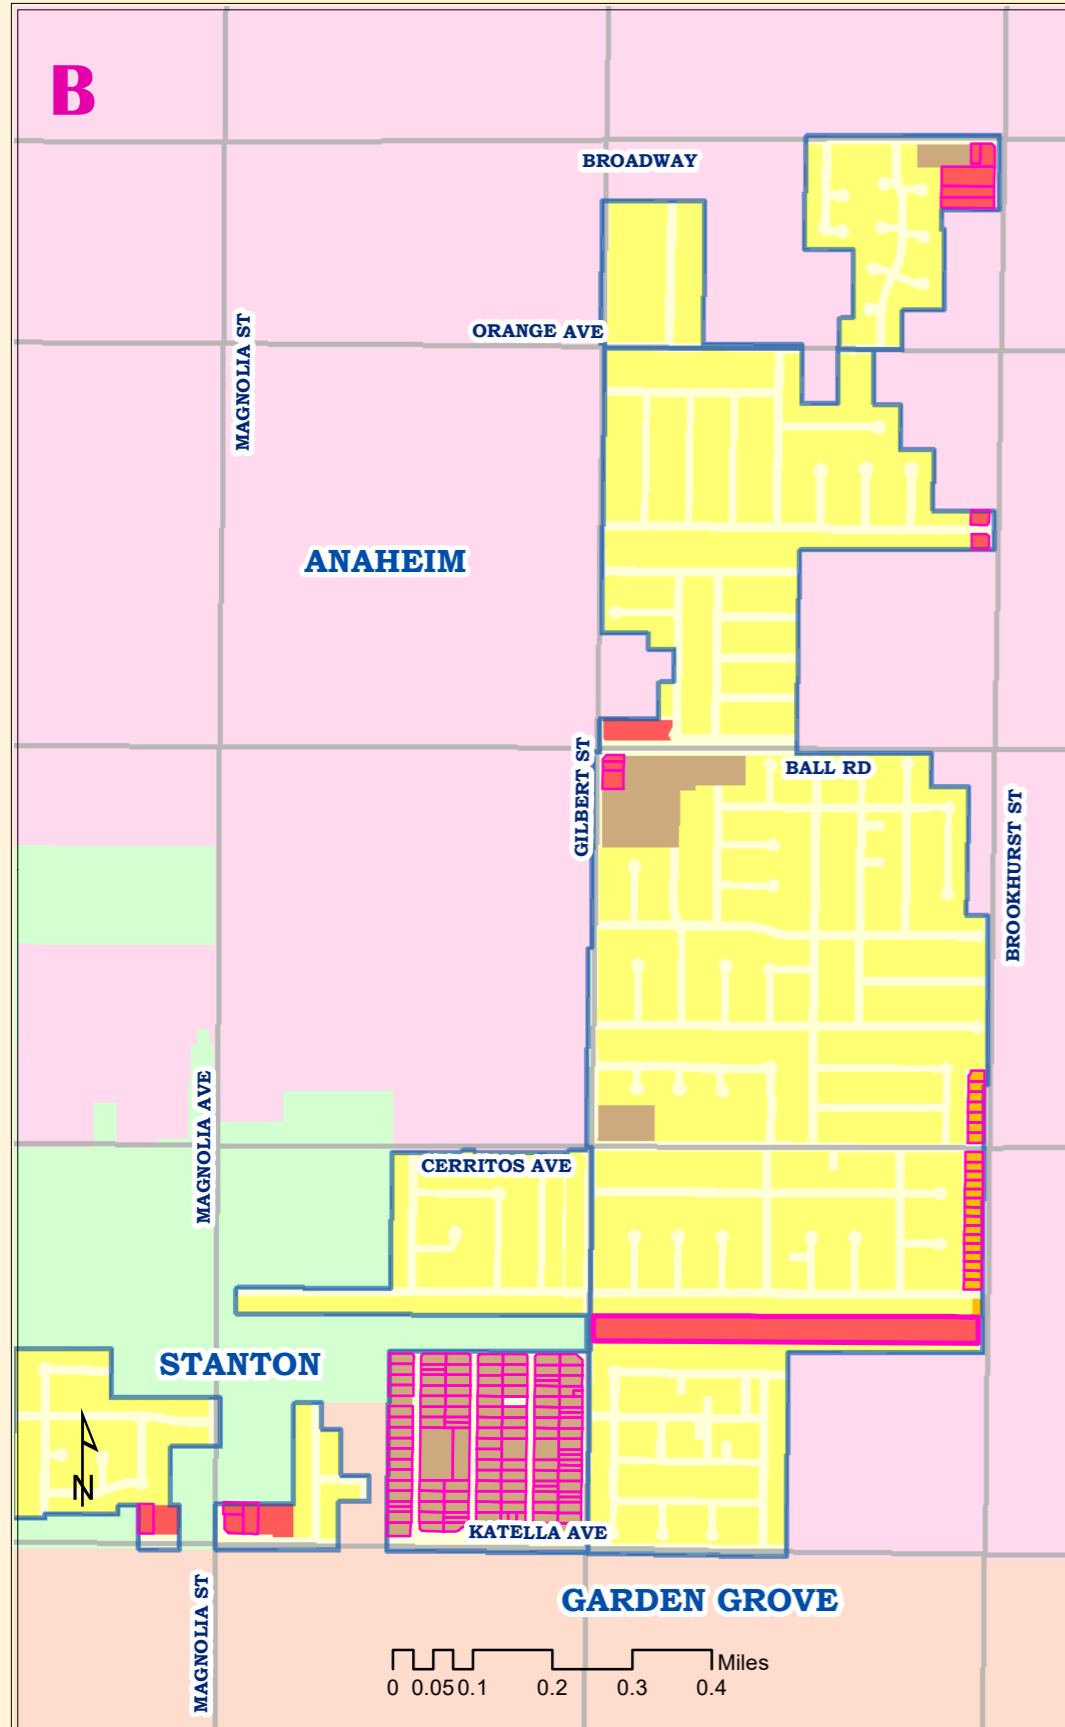 B
BROADWAY
ORANGE AVE
MAGNOLIA ST
ANAHEIM
GILBERT ST
BALL RD
BROOKHURST ST
MAGNOLIA AVE
CERRITOS AVE
STANTON
N
KATELLA AVE
MAGNOLIA ST
GARDEN GROVE
Miles
0 0.05 0.1 0.2 0.3 0.4